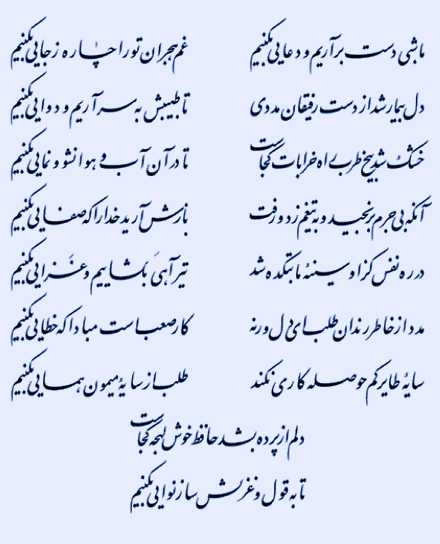 ما شبی دست برآریم و دعایی بکنیم غم هجران تو را چاره ز جایی بکنیم
دل بیمار شد از دست رفیقان مددی تا طبیبش به سر آریم و دوایی بکنیم
خشک شد بیخ طرب راه خرابات کجاست تا در آن آب و هوا نشو و نمایی بکنیم
آنکه بی جرم برنجید و به تیغم زد و رفت بازش آرید خدا را که صفایی بکنیم
در ره نفس کزاو سینهٔ ما بتکده شد تیر آهی بگشاییم و غزایی بکنیم
مدد از خاطر رندان طلب ای دل ورنه کار صعب است مبادا که خطایی بکنیم
سایهٔ طایر کم حوصله کاری نکند طلب از سایهٔ میمون همایی بکنیم
دلم از پرده بشد حافظ خوش لهجه کجاست
تا به قول و غزلش ساز نوایی بکنیم